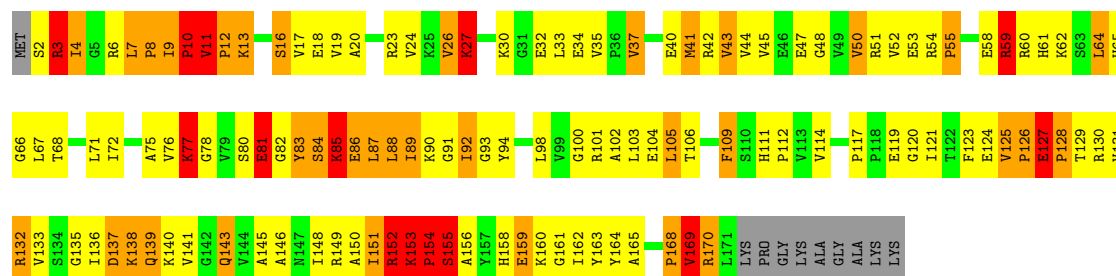 MET S2 R3 I4 G5 R6 L7 P8 I9 P10 V11 P12 K13 S16 V17 E18 V19 A20 R23 V24 K25 V26 K27 K30 G31 E32 L33 E34 V35 P36 V37 E40 M41 R42 V43 V44 V45 E46 E47 G48 V49 V50 R51 V52 E53 R54 P55 E58 R59 R60 H61 K62 S63 L64
G66 L67 T68 L71 I72 A75 V76 K77 G78 V79 S80 E81 G82 Y83 S84 K85 E86 L87 L88 I89 K90 G91 I92 G93 Y94 L98 V99 G100 R101 A102 L103 E104 L105 T106 F109 S110 H111 P112 V113 V114 P117 P118 E119 G120 I121 T122 F123 E124 V125 P126 E127 P128 T129 R130
R132 V133 S134 G135 I136 D137 K138 Q139 K140 V141 G142 Q143 V144 A145 A146 N147 I148 R149 A150 I151 R152 K153 P154 S155 A156 Y157 H158 E159 K160 G161 I162 Y163 Y164 A165 P168 V169 R170 L171 LYS PRO GLY LYS ALA GLY ALA LYS LYS